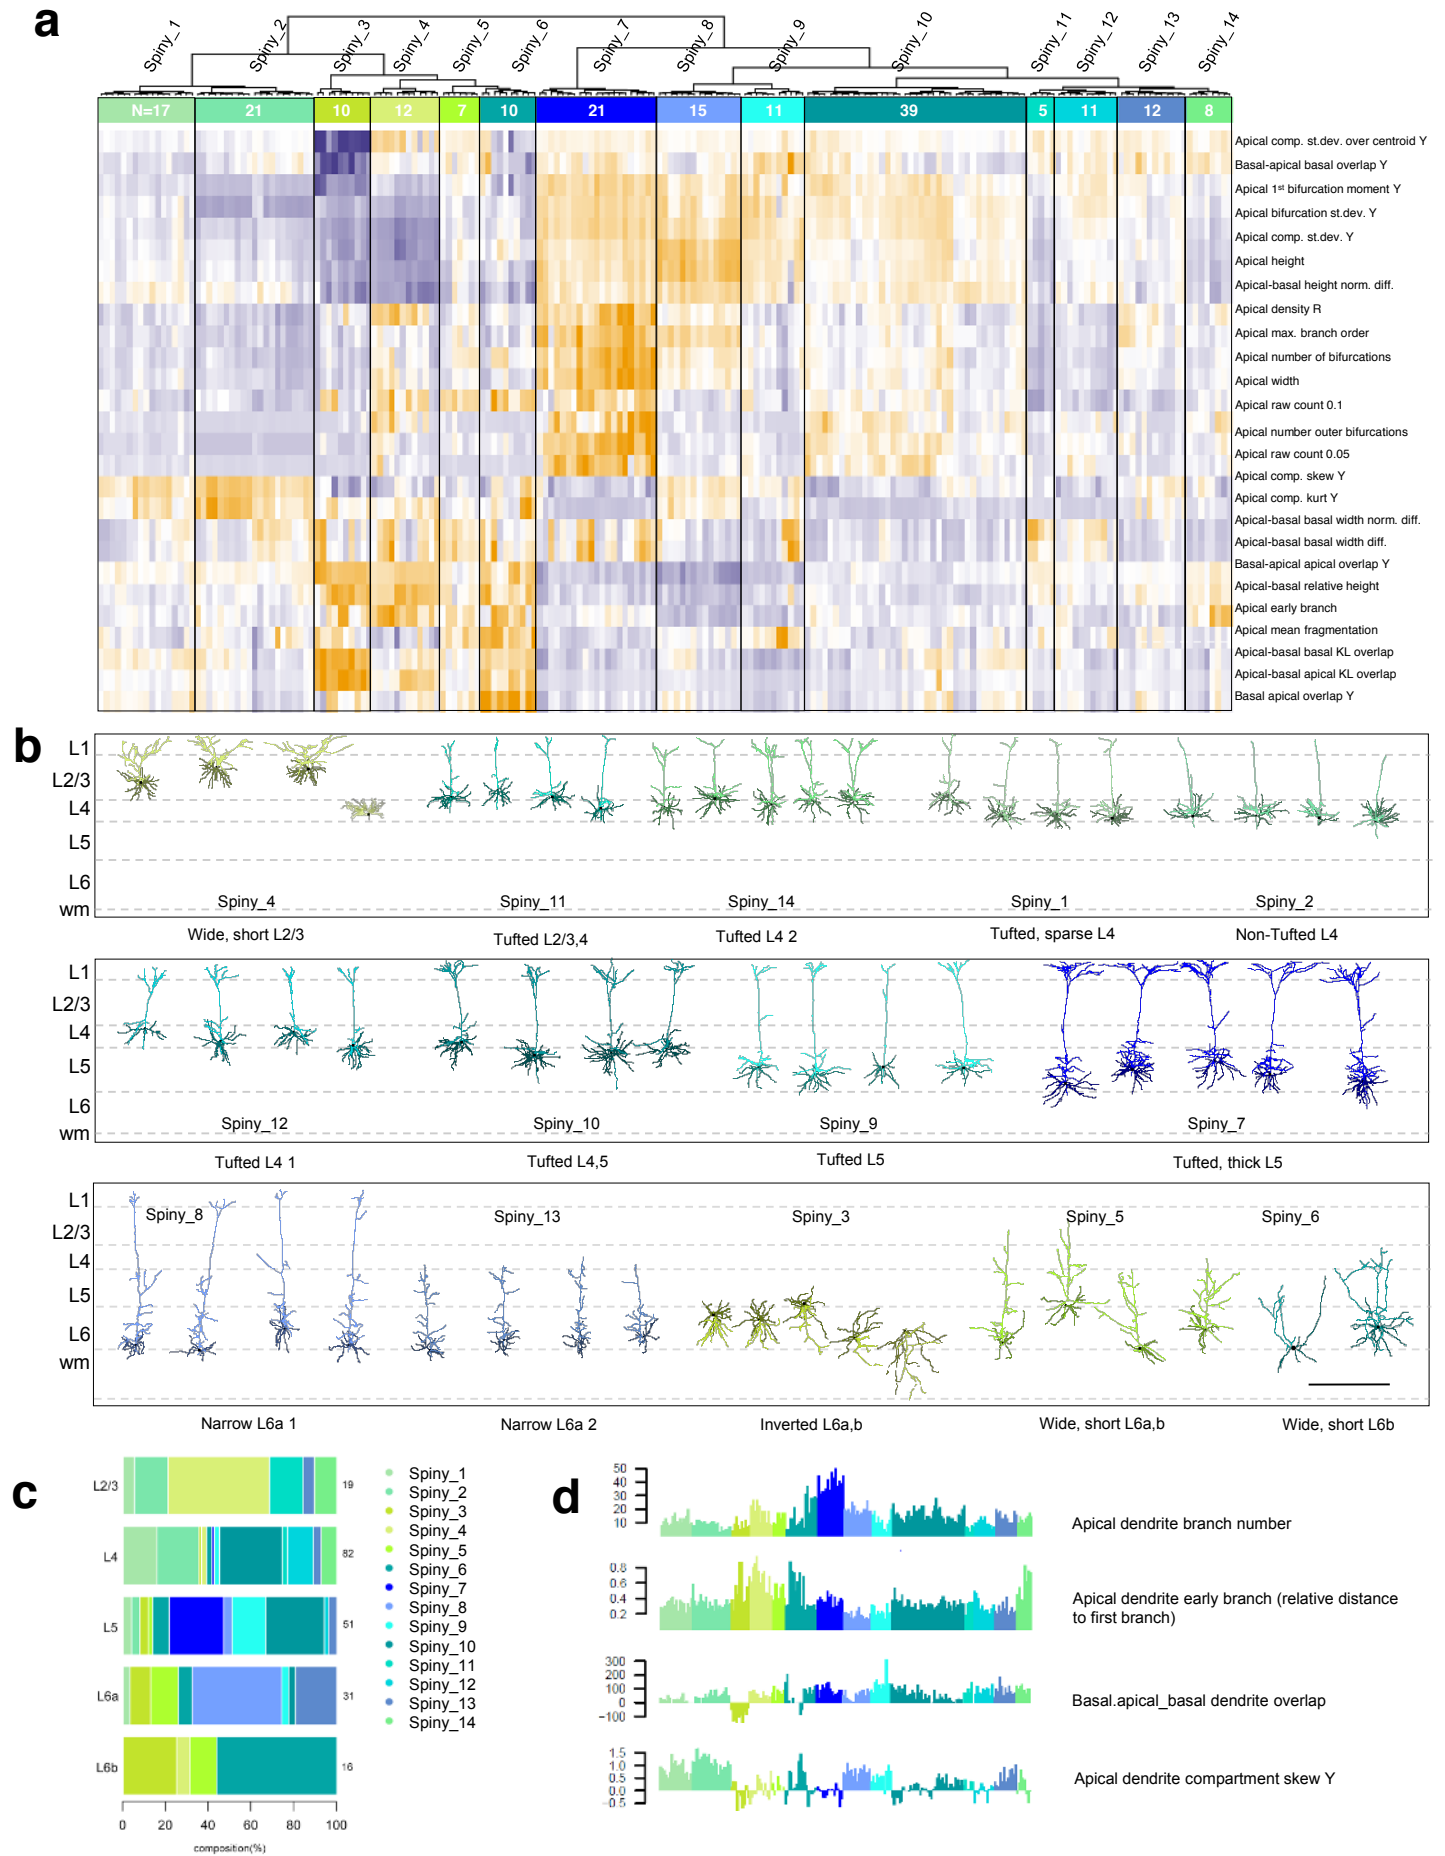 a
Spiny_1
Spiny_2
Spiny_3
Spiny_4
Spiny_5
Spiny_6
Spiny_7
Spiny_8
Spiny_9
Spiny_10
Spiny_11
Spiny_12
Spiny_13
Spiny_14
N=17 21 10 12 7 10 21 15 11 39 5 11 12 8
Apical comp. st.dev. over centroid Y
Basal-apical basal overlap Y
Apical 1st bifurcation moment Y
Apical bifurcation st.dev. Y
Apical comp. st.dev. Y
Apical height
Apical-basal height norm. diff.
Apical density R
Apical max. branch order
Apical number of bifurcations
Apical width
Apical raw count 0.1
Apical number outer bifurcations
Apical raw count 0.05
Apical comp. skew Y
Apical comp. kurt Y
Apical-basal basal width norm. diff.
Apical-basal basal width diff.
Basal-apical apical overlap Y
Apical-basal relative height
Apical early branch
Apical mean fragmentation
Apical-basal basal KL overlap
Apical-basal apical KL overlap
Basal apical overlap Y
b
L1
L2/3
L4
L5
L6
wm
Spiny_4 Spiny_11 Spiny_14 Spiny_1 Spiny_2
Wide, short L2/3 Tufted L2/3,4 Tufted L4 2 Tufted, sparse L4 Non-Tufted L4
L1
L2/3
L4
L5
L6
wm
Spiny_12 Spiny_10 Spiny_9 Spiny_7
Tufted L4 1 Tufted L4,5 Tufted L5 Tufted, thick L5
L1
L2/3
L4
L5
L6
wm
Spiny_8 Spiny_13 Spiny_3 Spiny_5 Spiny_6
Narrow L6a 1 Narrow L6a 2 Inverted L6a,b Wide, short L6a,b Wide, short L6b
c
L2/3 19
L4 82
L5 51
L6a 31
L6b 16
0 20 40 60 80 100
composition(%)
Spiny_1
Spiny_2
Spiny_3
Spiny_4
Spiny_5
Spiny_6
Spiny_7
Spiny_8
Spiny_9
Spiny_10
Spiny_11
Spiny_12
Spiny_13
Spiny_14
d
50
40
30
20
10
Apical dendrite branch number
0.8
0.6
0.4
0.2
Apical dendrite early branch (relative distance
to first branch)
300
200
100
0
−100
Basal.apical_basal dendrite overlap
1.5
1.0
0.5
0.0
−0.5
Apical dendrite compartment skew Y